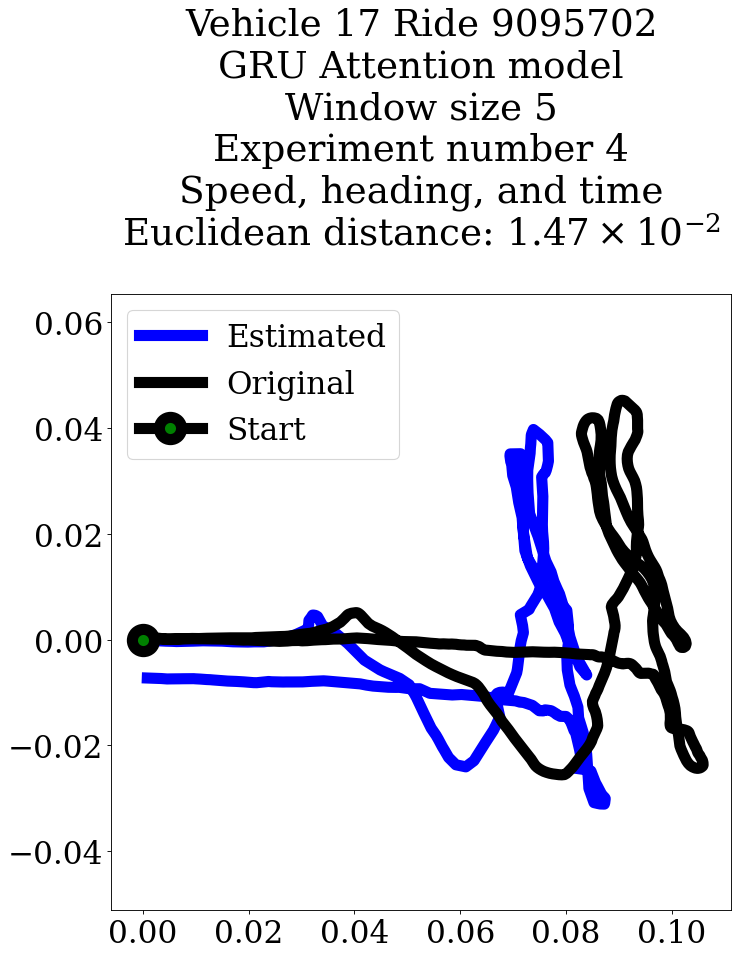 Vehicle 17 Ride 9095702
GRU Attention model
Window size 5
Experiment number 4
Speed, heading, and time
Euclidean distance: 1.47 × 10⁻²
Estimated
Original
Start
0.06
0.04
0.02
0.00
−0.02
−0.04
0.00 0.02 0.04 0.06 0.08 0.10